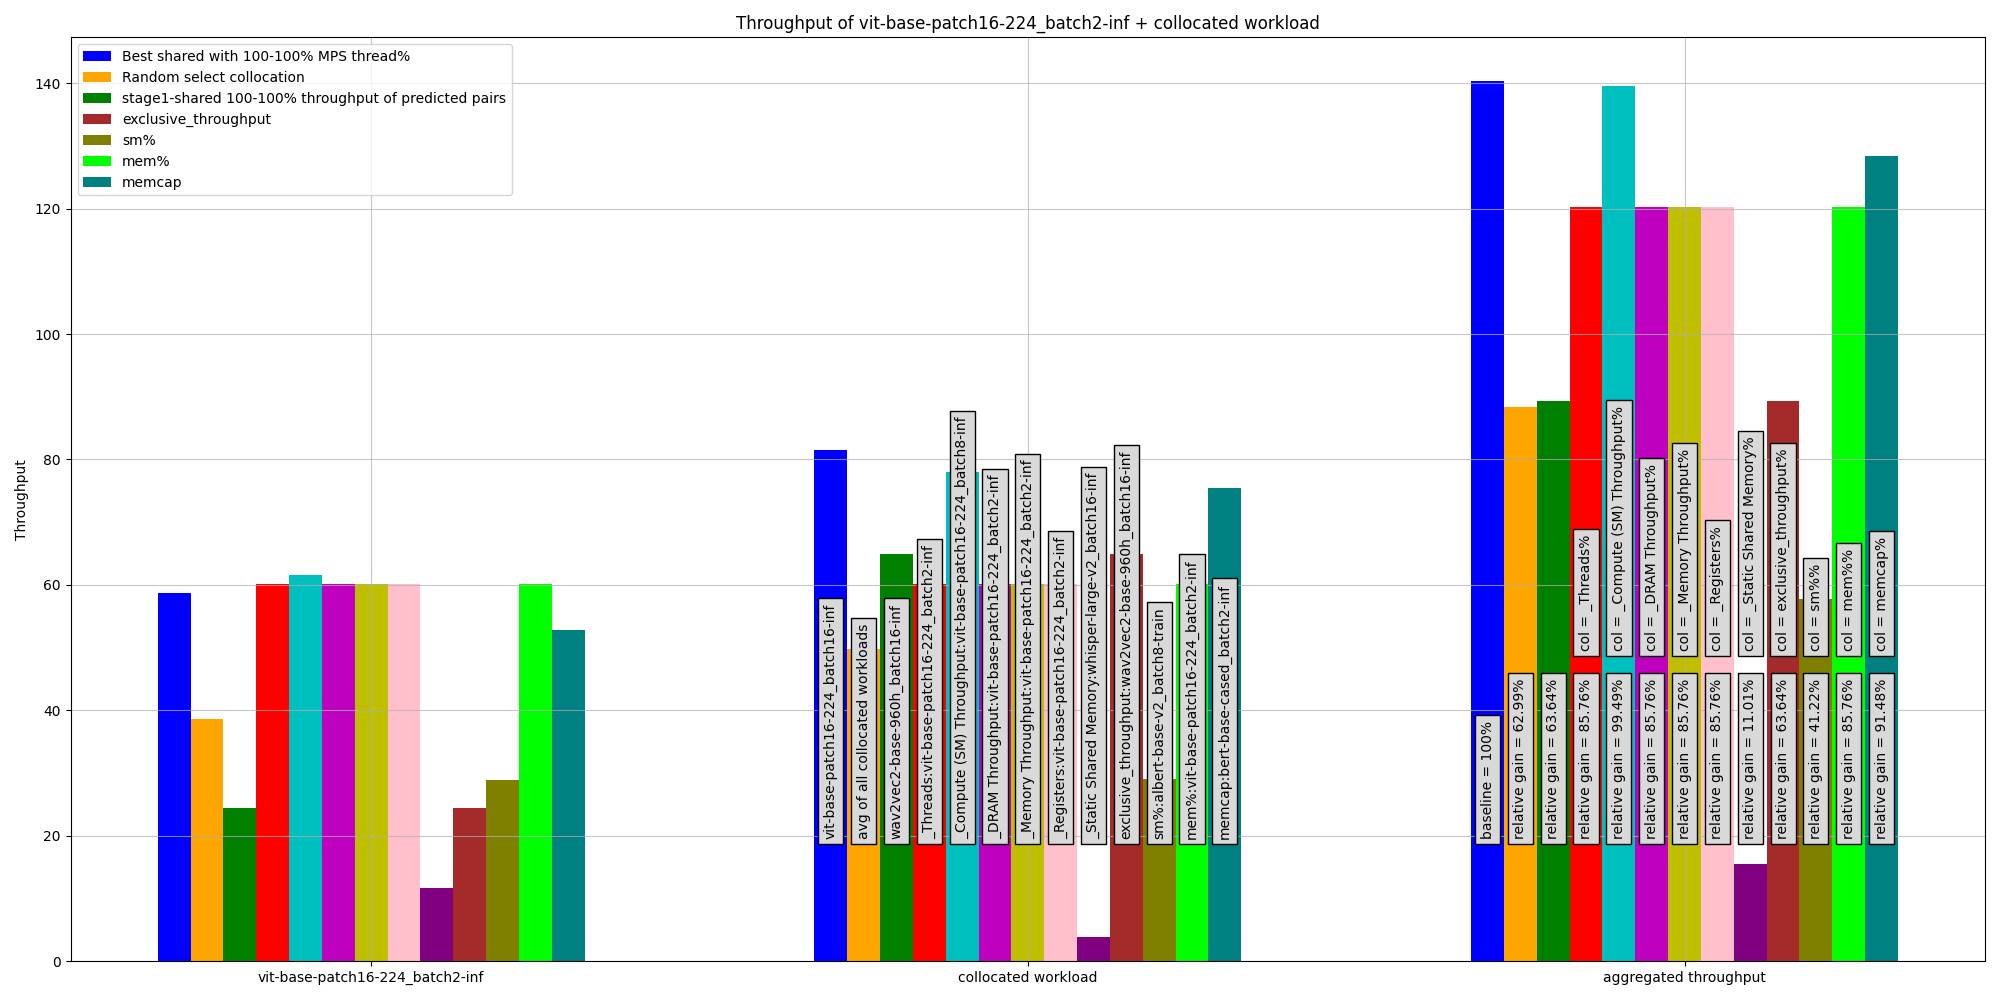 Throughput of vit-base-patch16-224_batch2-inf + collocated workload
Best shared with 100-100% MPS thread%
Random select collocation
stage1-shared 100-100% throughput of predicted pairs
exclusive_throughput
sm%
mem%
memcap
Throughput
140
120
100
80
60
40
20
0
vit-base-patch16-224_batch16-inf
avg of all collocated workloads
wav2vec2-base-960h_batch16-inf
_Threads:vit-base-patch16-224_batch2-inf
_Compute (SM) Throughput:vit-base-patch16-224_batch8-inf
_DRAM Throughput:vit-base-patch16-224_batch2-inf
_Memory Throughput:vit-base-patch16-224_batch2-inf
_Registers:vit-base-patch16-224_batch2-inf
_Static Shared Memory:whisper-large-v2_batch16-inf
exclusive_throughput:wav2vec2-base-960h_batch16-inf
sm%:albert-base-v2_batch8-train
mem%:vit-base-patch16-224_batch2-inf
memcap:bert-base-cased_batch2-inf
col = _Threads%
col = _Compute (SM) Throughput%
col = _DRAM Throughput%
col = _Memory Throughput%
col = _Registers%
col = _Static Shared Memory%
col = exclusive_throughput%
col = sm%%
col = mem%%
col = memcap%
baseline = 100%
relative gain = 62.99%
relative gain = 63.64%
relative gain = 85.76%
relative gain = 99.49%
relative gain = 85.76%
relative gain = 85.76%
relative gain = 85.76%
relative gain = 11.01%
relative gain = 63.64%
relative gain = 41.22%
relative gain = 85.76%
relative gain = 91.48%
vit-base-patch16-224_batch2-inf
collocated workload
aggregated throughput